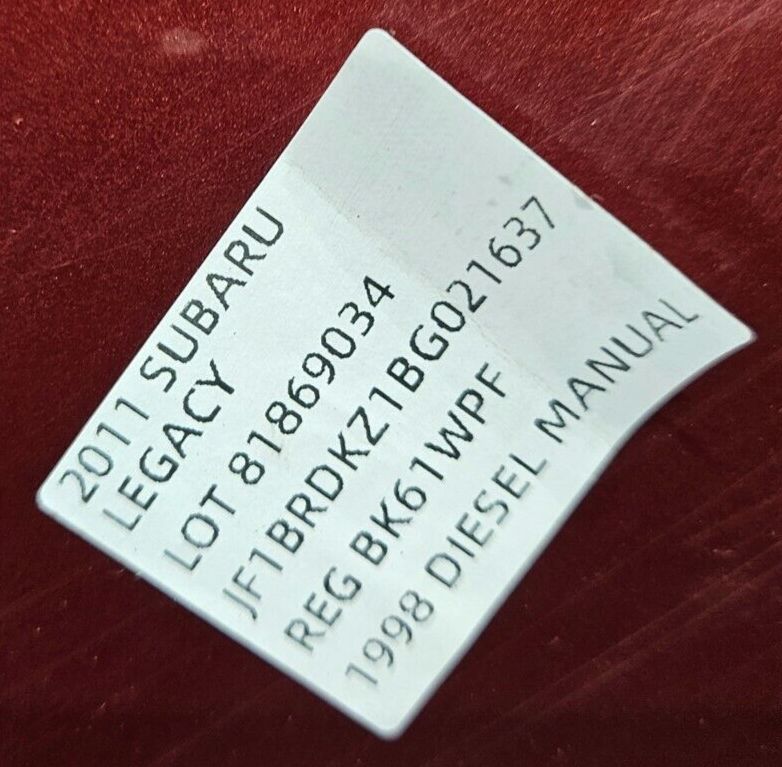 2011 SUBARU
LEGACY
LOT 81869034
JF1BRDKZ1BG021637
REG BK61WPF
1998 DIESEL MANUAL